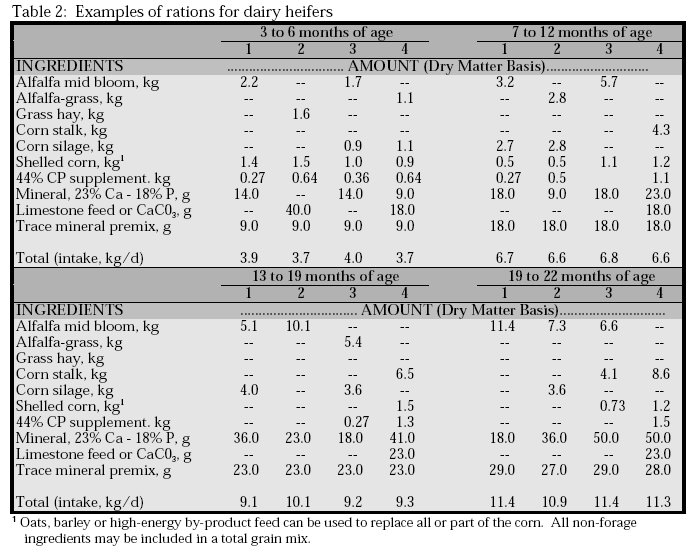 Table 2:  Examples of rations for dairy heifers
3 to 6 months of age 7 to 12 months of age
1 2 3 4 1 2 3 4
INGREDIENTS ................................ AMOUNT (Dry Matter Basis)............................
Alfalfa mid bloom, kg 2.2 -- 1.7 -- 3.2 -- 5.7 --
Alfalfa-grass, kg -- -- -- 1.1 -- 2.8 -- --
Grass hay, kg -- 1.6 -- -- -- -- -- --
Corn stalk, kg -- -- -- -- -- -- -- 4.3
Corn silage, kg -- -- 0.9 1.1 2.7 2.8 -- --
Shelled corn, kg¹ 1.4 1.5 1.0 0.9 0.5 0.5 1.1 1.2
44% CP supplement. kg 0.27 0.64 0.36 0.64 0.27 0.5 1.1
Mineral, 23% Ca - 18% P, g 14.0 -- 14.0 9.0 18.0 9.0 18.0 23.0
Limestone feed or CaC0₃, g -- 40.0 -- 18.0 -- -- -- 18.0
Trace mineral premix, g 9.0 9.0 9.0 9.0 18.0 18.0 18.0 18.0
Total (intake, kg/d) 3.9 3.7 4.0 3.7 6.7 6.6 6.8 6.6
13 to 19 months of age 19 to 22 months of age
1 2 3 4 1 2 3 4
INGREDIENTS ................................ AMOUNT (Dry Matter Basis)................................
Alfalfa mid bloom, kg 5.1 10.1 -- -- 11.4 7.3 6.6 --
Alfalfa-grass, kg -- -- 5.4 -- -- -- -- --
Grass hay, kg -- -- -- -- -- -- -- --
Corn stalk, kg -- -- -- 6.5 -- -- 4.1 8.6
Corn silage, kg 4.0 -- 3.6 -- -- 3.6 -- --
Shelled corn, kg¹ -- -- -- 1.5 -- -- 0.73 1.2
44% CP supplement. kg -- -- 0.27 1.3 -- -- -- 1.5
Mineral, 23% Ca - 18% P, g 36.0 23.0 18.0 41.0 18.0 36.0 50.0 50.0
Limestone feed or CaC0₃, g -- -- -- 23.0 -- -- -- 23.0
Trace mineral premix, g 23.0 23.0 23.0 23.0 29.0 27.0 29.0 28.0
Total (intake, kg/d) 9.1 10.1 9.2 9.3 11.4 10.9 11.4 11.3
¹ Oats, barley or high-energy by-product feed can be used to replace all or part of the corn.  All non-forage
ingredients may be included in a total grain mix.